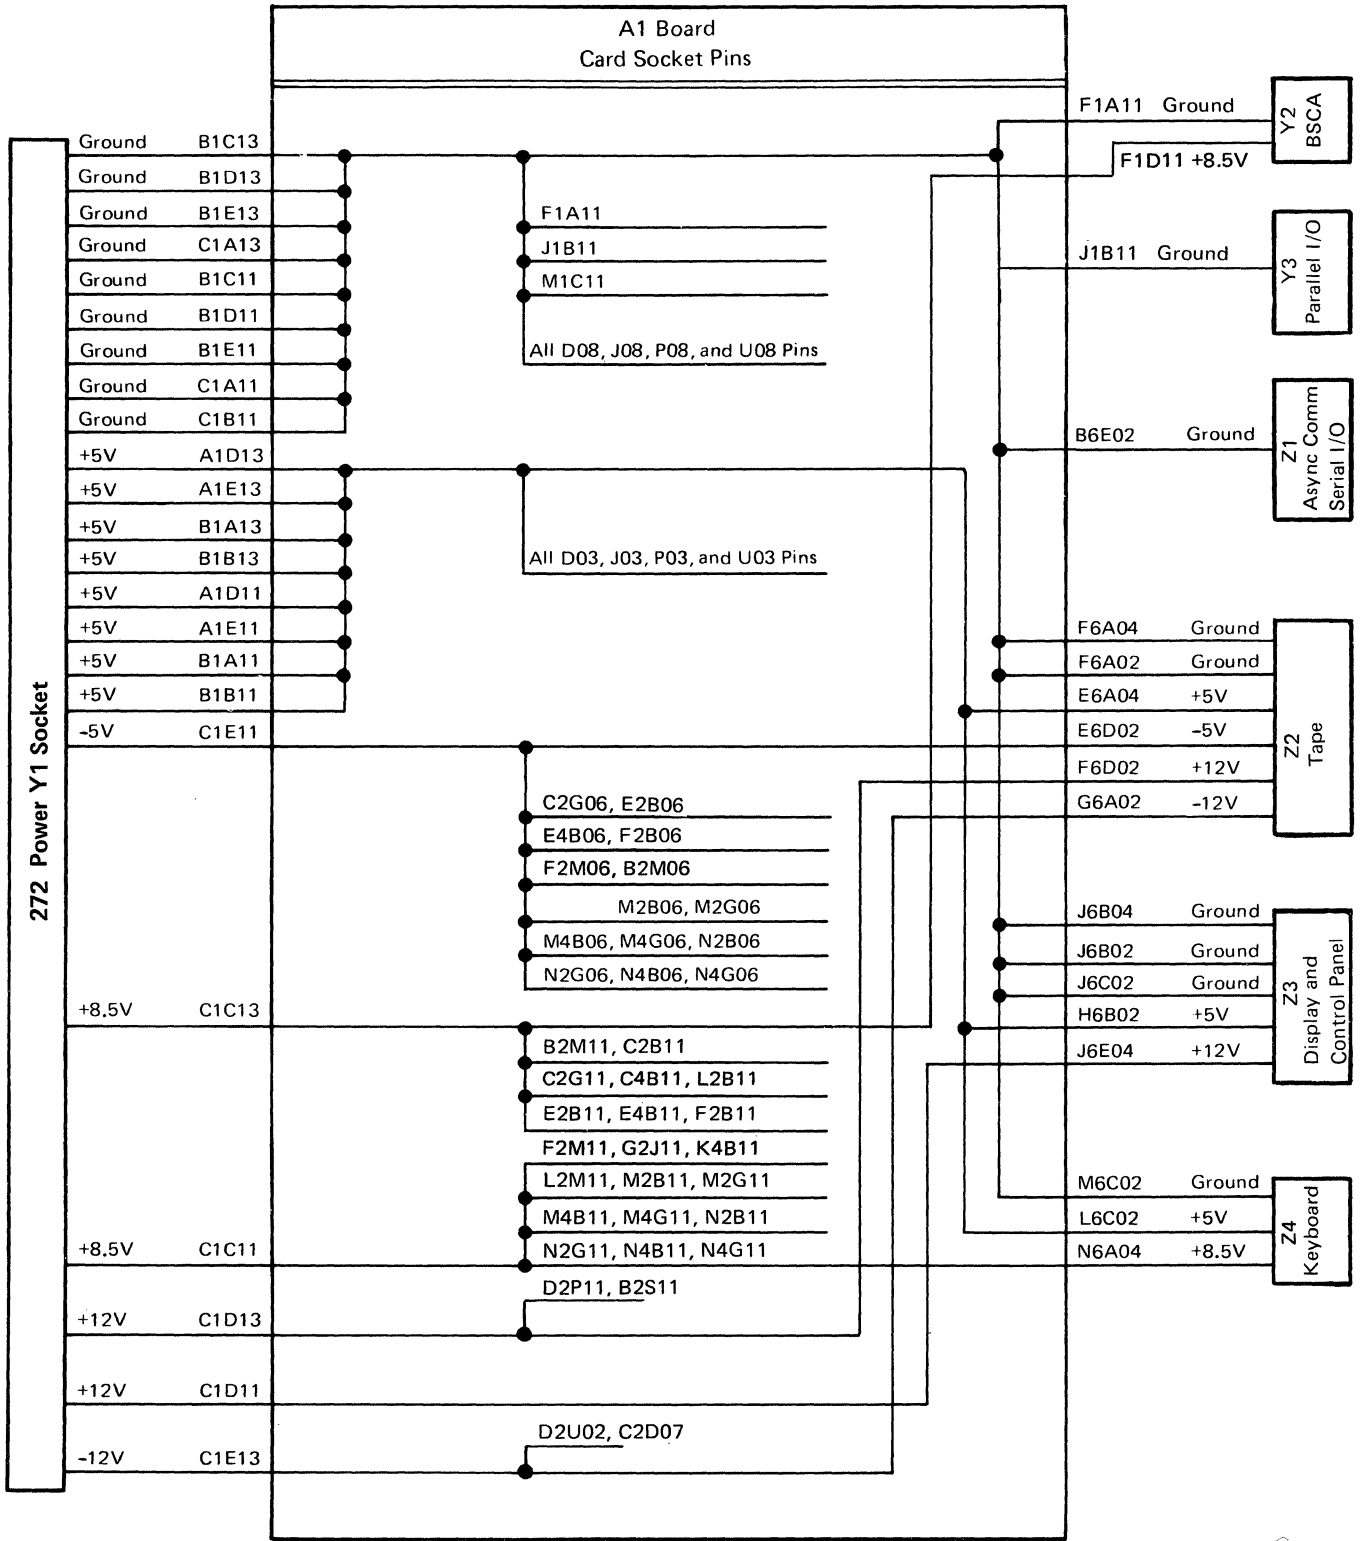 A1 Board
Card Socket Pins
272 Power Y1 Socket
Ground B1C13
Ground B1D13
Ground B1E13
Ground C1A13
Ground B1C11
Ground B1D11
Ground B1E11
Ground C1A11
Ground C1B11
+5V A1D13
+5V A1E13
+5V B1A13
+5V B1B13
+5V A1D11
+5V A1E11
+5V B1A11
+5V B1B11
-5V C1E11
+8.5V C1C13
+8.5V C1C11
+12V C1D13
+12V C1D11
-12V C1E13
F1A11
J1B11
M1C11
All D08, J08, P08, and U08 Pins
All D03, J03, P03, and U03 Pins
C2G06, E2B06
E4B06, F2B06
F2M06, B2M06
M2B06, M2G06
M4B06, M4G06, N2B06
N2G06, N4B06, N4G06
B2M11, C2B11
C2G11, C4B11, L2B11
E2B11, E4B11, F2B11
F2M11, G2J11, K4B11
L2M11, M2B11, M2G11
M4B11, M4G11, N2B11
N2G11, N4B11, N4G11
D2P11, B2S11
D2U02, C2D07
F1A11 Ground
F1D11 +8.5V
Y2
BSCA
J1B11 Ground
Y3
Parallel I/O
B6E02 Ground
Z1
Async Comm
Serial I/O
F6A04 Ground
F6A02 Ground
E6A04 +5V
E6D02 -5V
F6D02 +12V
G6A02 -12V
Z2
Tape
J6B04 Ground
J6B02 Ground
J6C02 Ground
H6B02 +5V
J6E04 +12V
Z3
Display and
Control Panel
M6C02 Ground
L6C02 +5V
N6A04 +8.5V
Z4
Keyboard